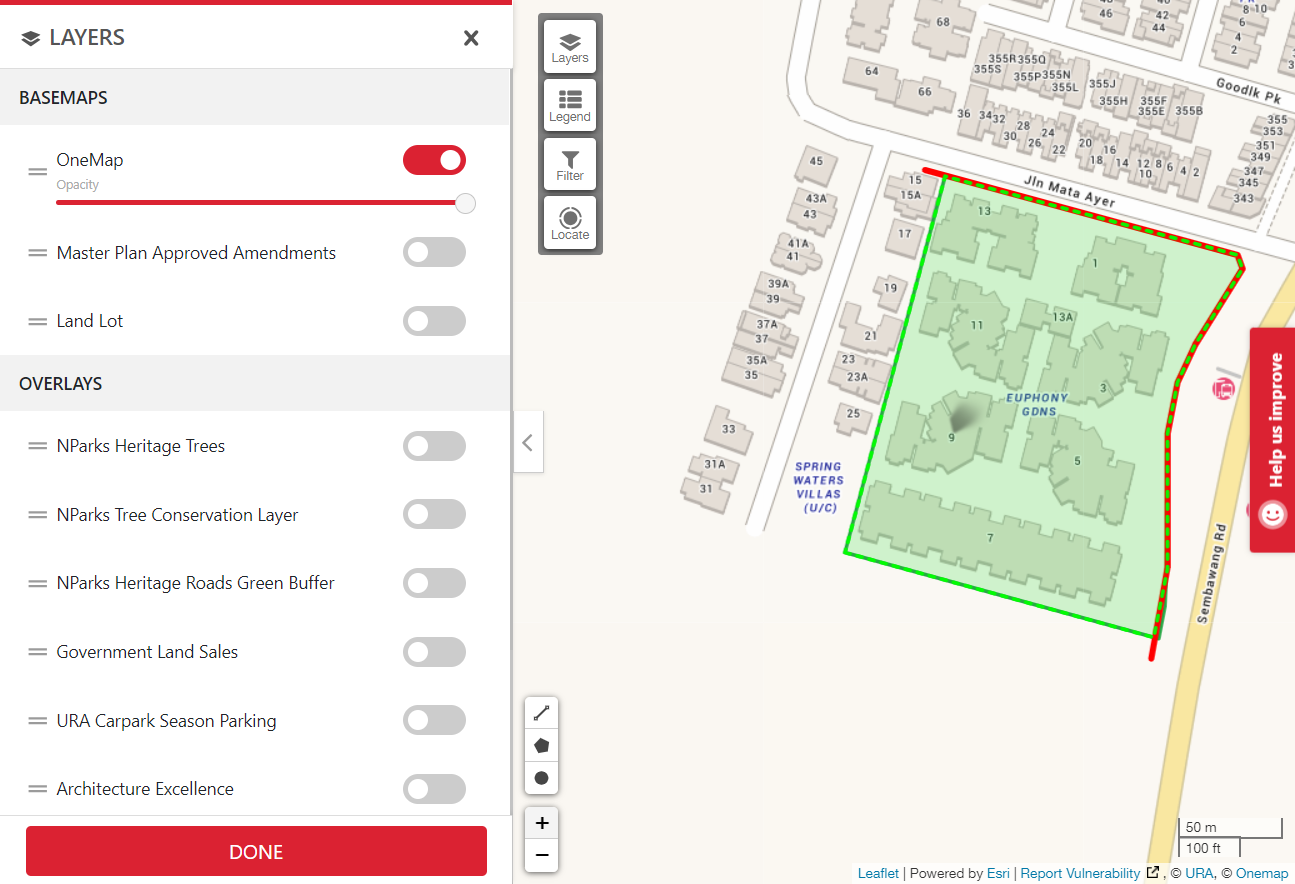 LAYERS
BASEMAPS
OneMap
Opacity
Master Plan Approved Amendments
Land Lot
OVERLAYS
NParks Heritage Trees
NParks Tree Conservation Layer
NParks Heritage Roads Green Buffer
Government Land Sales
URA Carpark Season Parking
Architecture Excellence
DONE
Layers
Legend
Filter
Locate
68
46
42
44
8 10
6
4
2
64
66
355R 355Q
355S
355P 355N
355L
355J
355H
355F
355E
355B
Goodlk Pk
355
353
351
349
347
345
343
36
34 32
28
30
24
26
22
20
16
18
14
12 8 6 4 2
10
Jln Mata Ayer
45
43A
43
41A
41
39A
39
37A
37
35A
35
33
31A
31
15
15A
17
19
21
23
23A
25
13
1
11
13A
3
EUPHONY
GDNS
9
5
7
SPRING
WATERS
VILLAS
(U/C)
Sembawang Rd
Help us improve
+
−
50 m
100 ft
Leaflet | Powered by Esri | Report Vulnerability , © URA, © Onemap